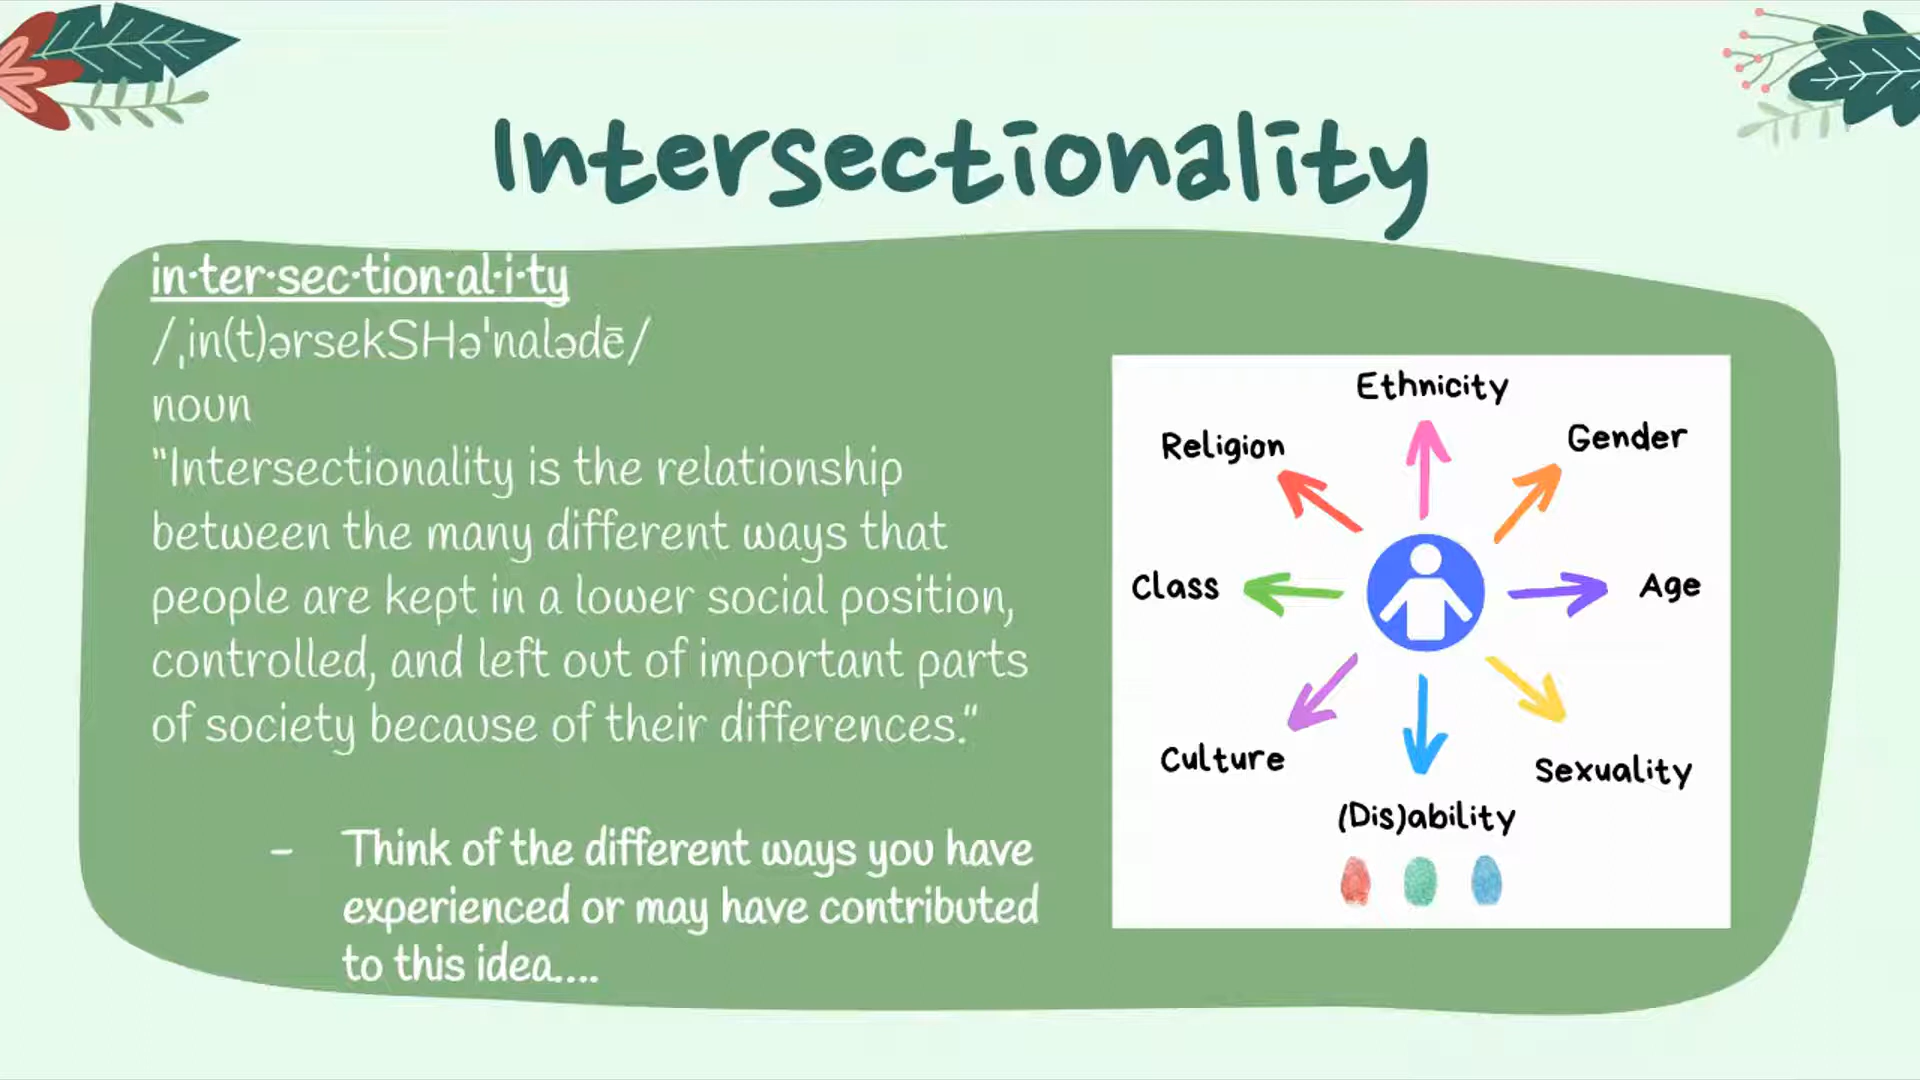 Intersectionality
in·ter·sec·tion·al·i·ty
/ˌin(t)ərsekSHəˈnalədē/
noun
"Intersectionality is the relationship
between the many different ways that
people are kept in a lower social position,
controlled, and left out of important parts
of society because of their differences."
- Think of the different ways you have
experienced or may have contributed
to this idea....
Ethnicity
Religion
Gender
Class
Age
Culture
Sexuality
(Dis)ability